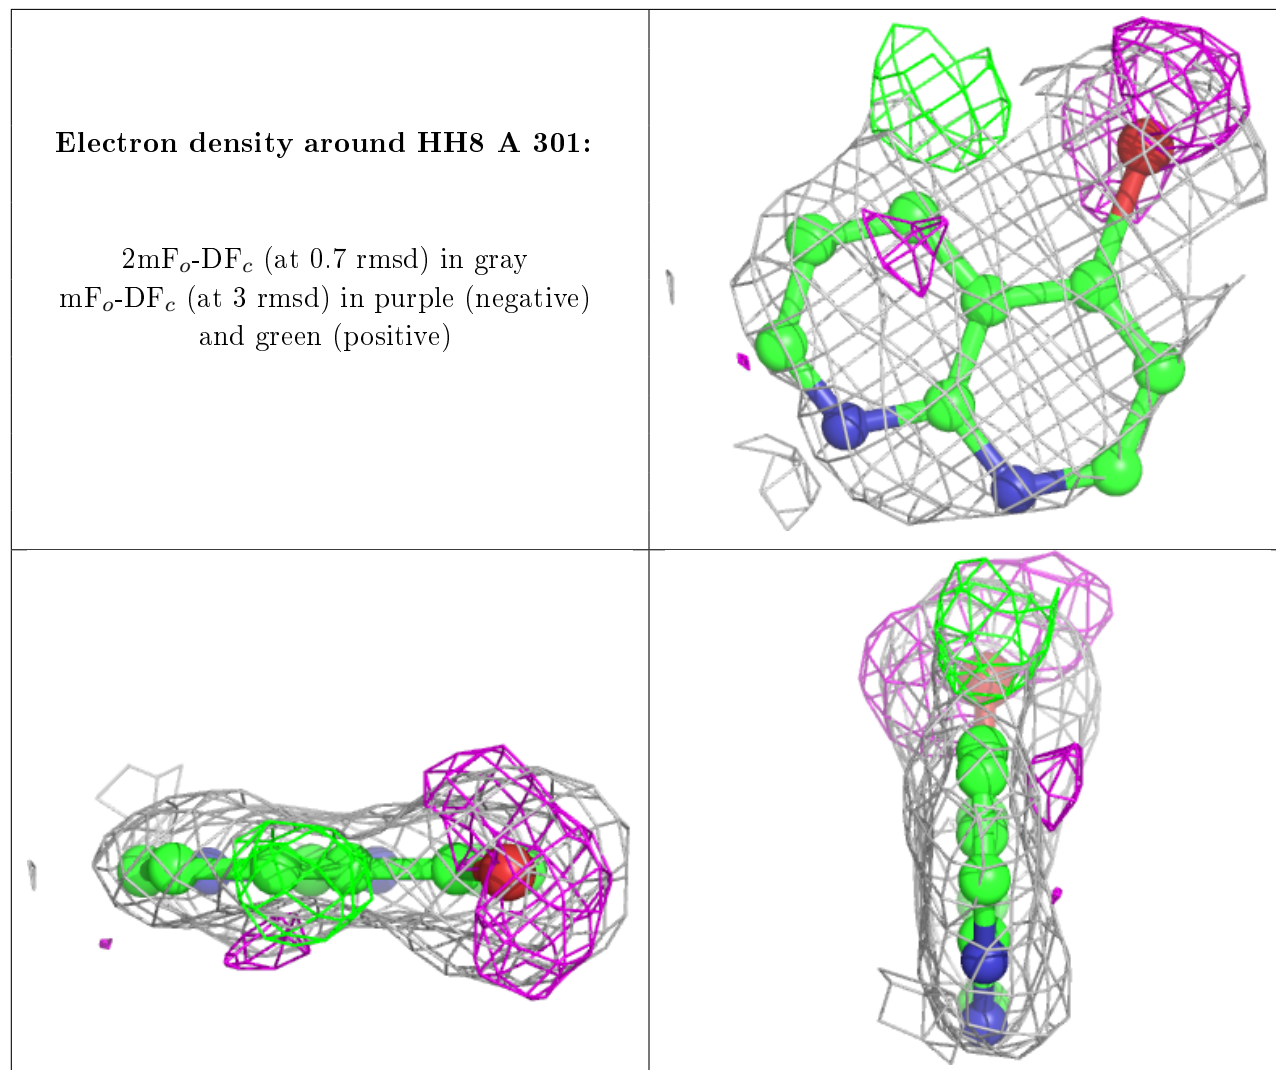 Electron density around HH8 A 301:
2mFₒ-DF𝒸 (at 0.7 rmsd) in gray
mFₒ-DF𝒸 (at 3 rmsd) in purple (negative)
and green (positive)